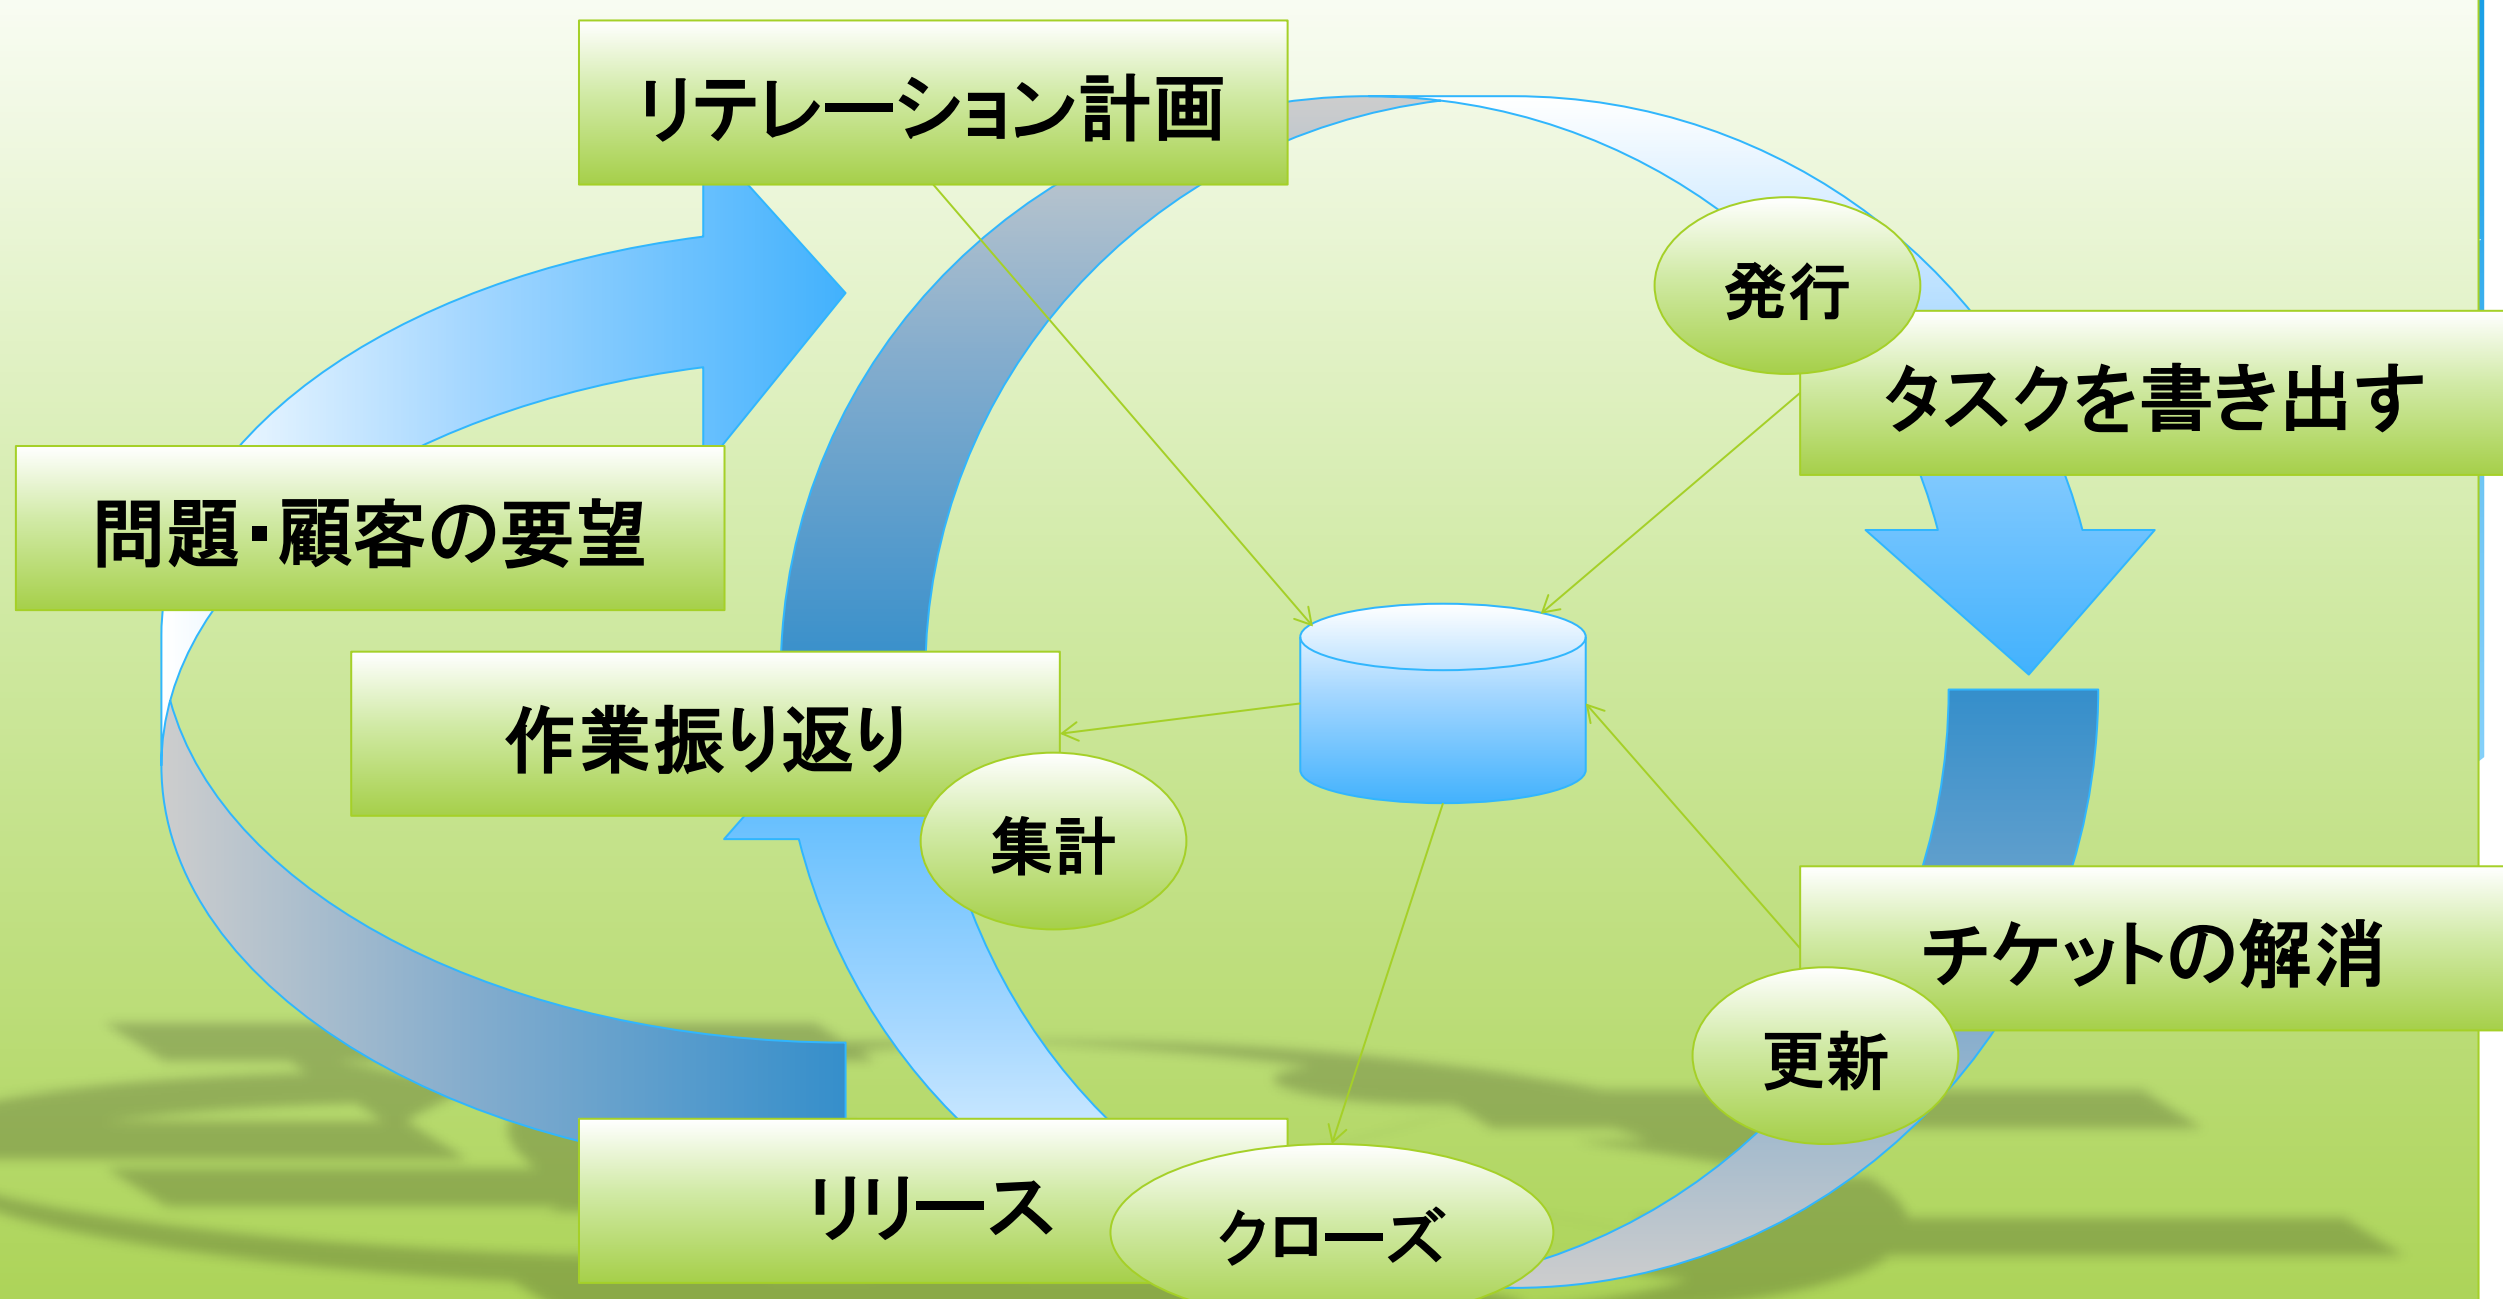 リテレーション計画
発行
タスクを書き出す
問題・顧客の要望
作業振り返り
集計
チケットの解消
更新
リリース
クローズ